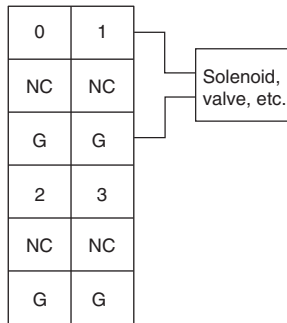 0 1
NC NC
G G
2 3
NC NC
G G
Solenoid,
valve, etc.